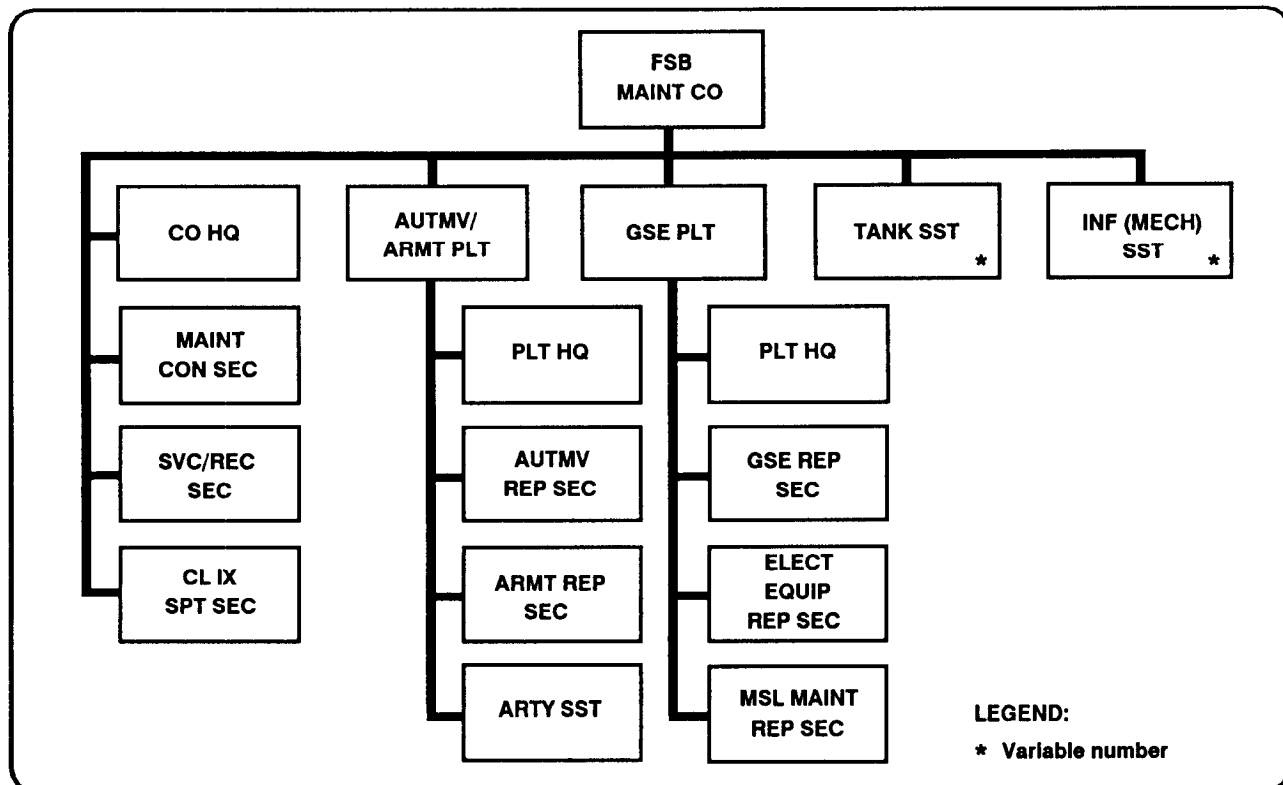 FSB
MAINT CO
CO HQ
MAINT
CON SEC
SVC/REC
SEC
CL IX
SPT SEC
AUTMV/
ARMT PLT
PLT HQ
AUTMV
REP SEC
ARMT REP
SEC
ARTY SST
GSE PLT
PLT HQ
GSE REP
SEC
ELECT
EQUIP
REP SEC
MSL MAINT
REP SEC
TANK SST
*
INF (MECH)
SST
*
LEGEND:
* Variable number